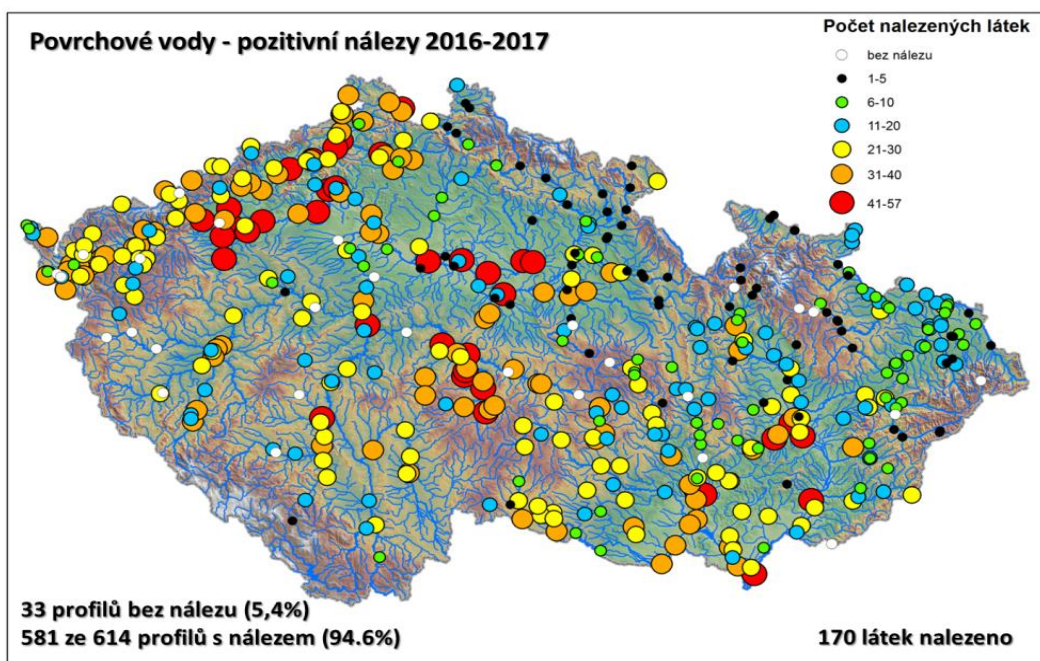 Povrchové vody - pozitivní nálezy 2016-2017
Počet nalezených látek
bez nálezu
1-5
6-10
11-20
21-30
31-40
41-57
33 profilů bez nálezu (5,4%)
581 ze 614 profilů s nálezem (94.6%)
170 látek nalezeno